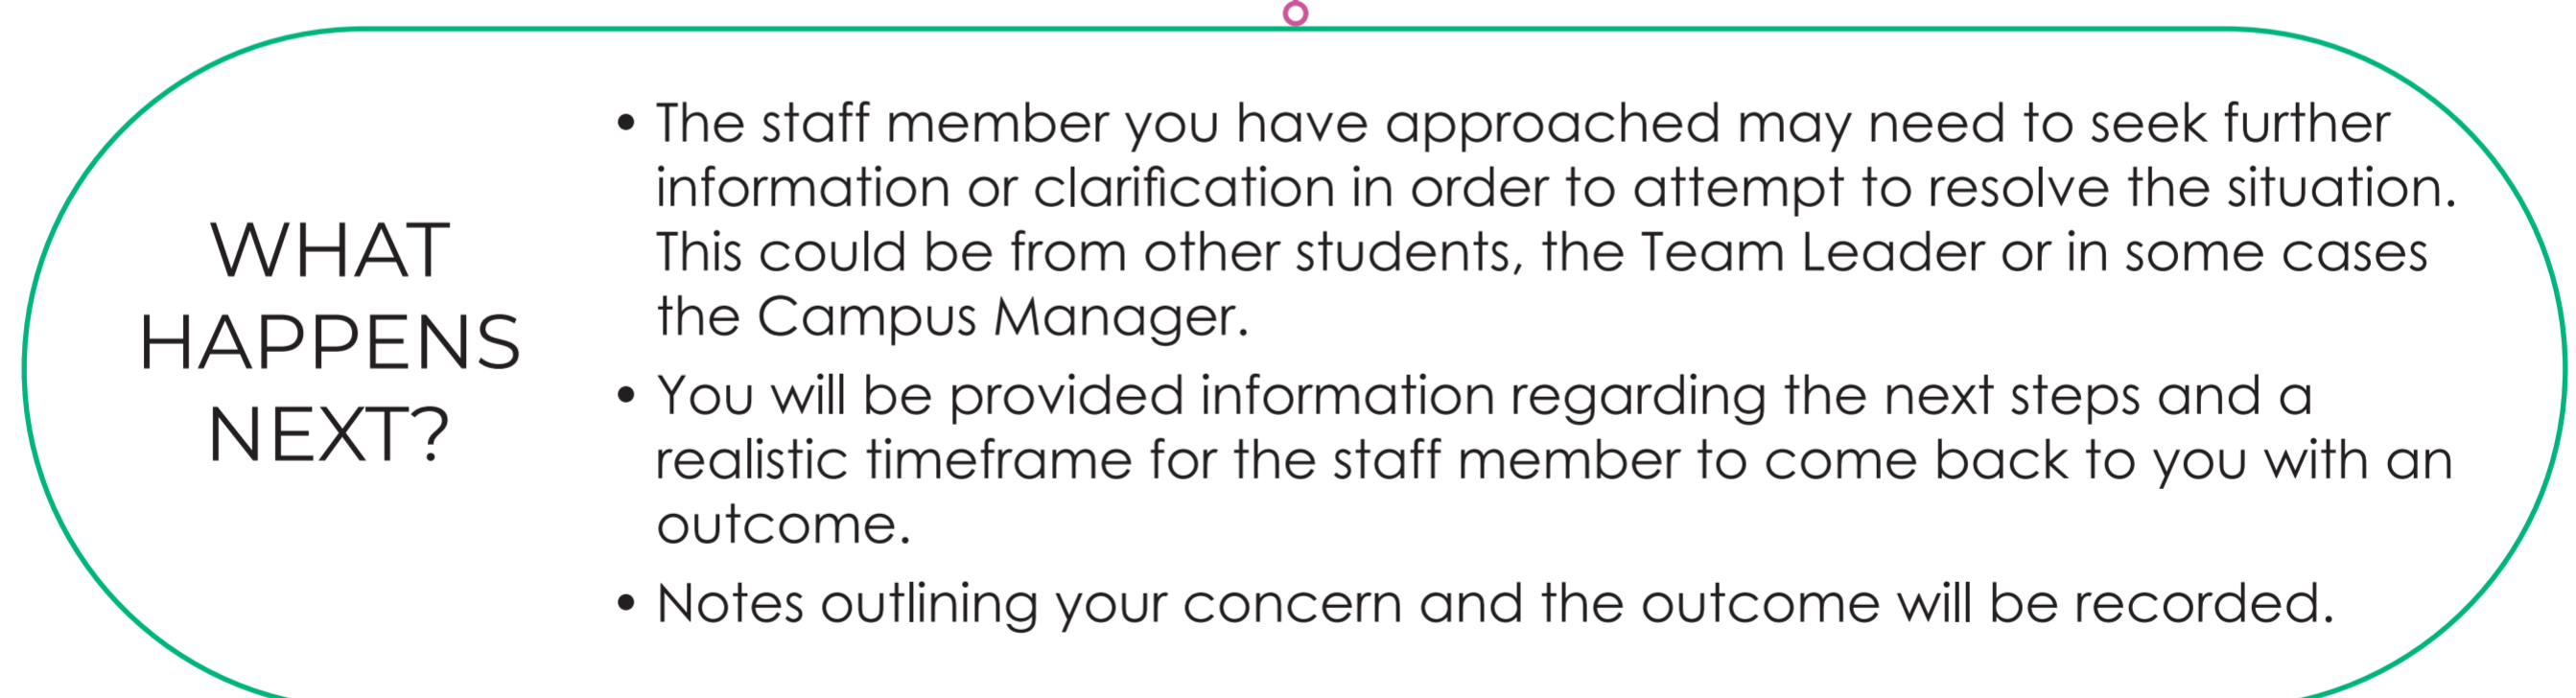 WHAT
HAPPENS
NEXT?
• The staff member you have approached may need to seek further
information or clarification in order to attempt to resolve the situation.
This could be from other students, the Team Leader or in some cases
the Campus Manager.
• You will be provided information regarding the next steps and a
realistic timeframe for the staff member to come back to you with an
outcome.
• Notes outlining your concern and the outcome will be recorded.